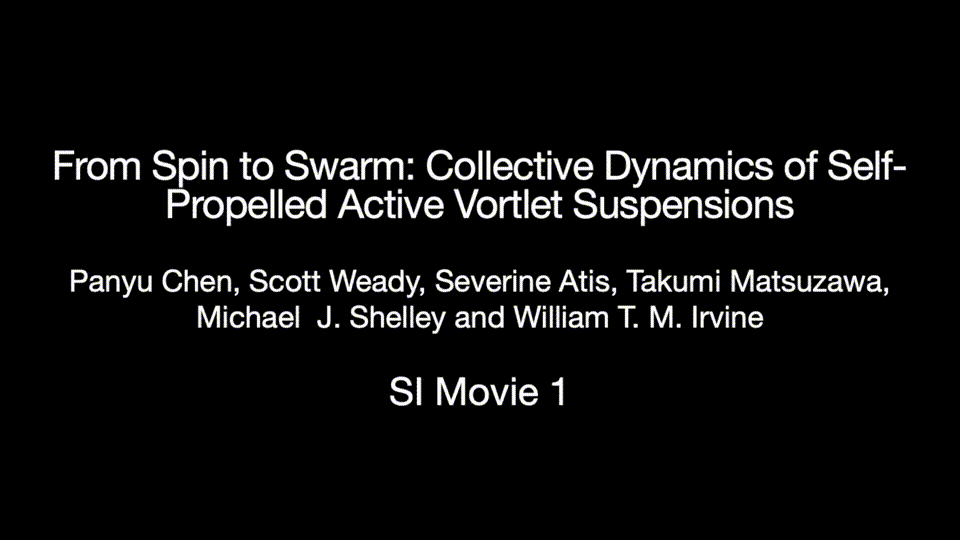 From Spin to Swarm: Collective Dynamics of Self-
Propelled Active Vortlet Suspensions
Panyu Chen, Scott Weady, Severine Atis, Takumi Matsuzawa,
Michael  J. Shelley and William T. M. Irvine
SI Movie 1